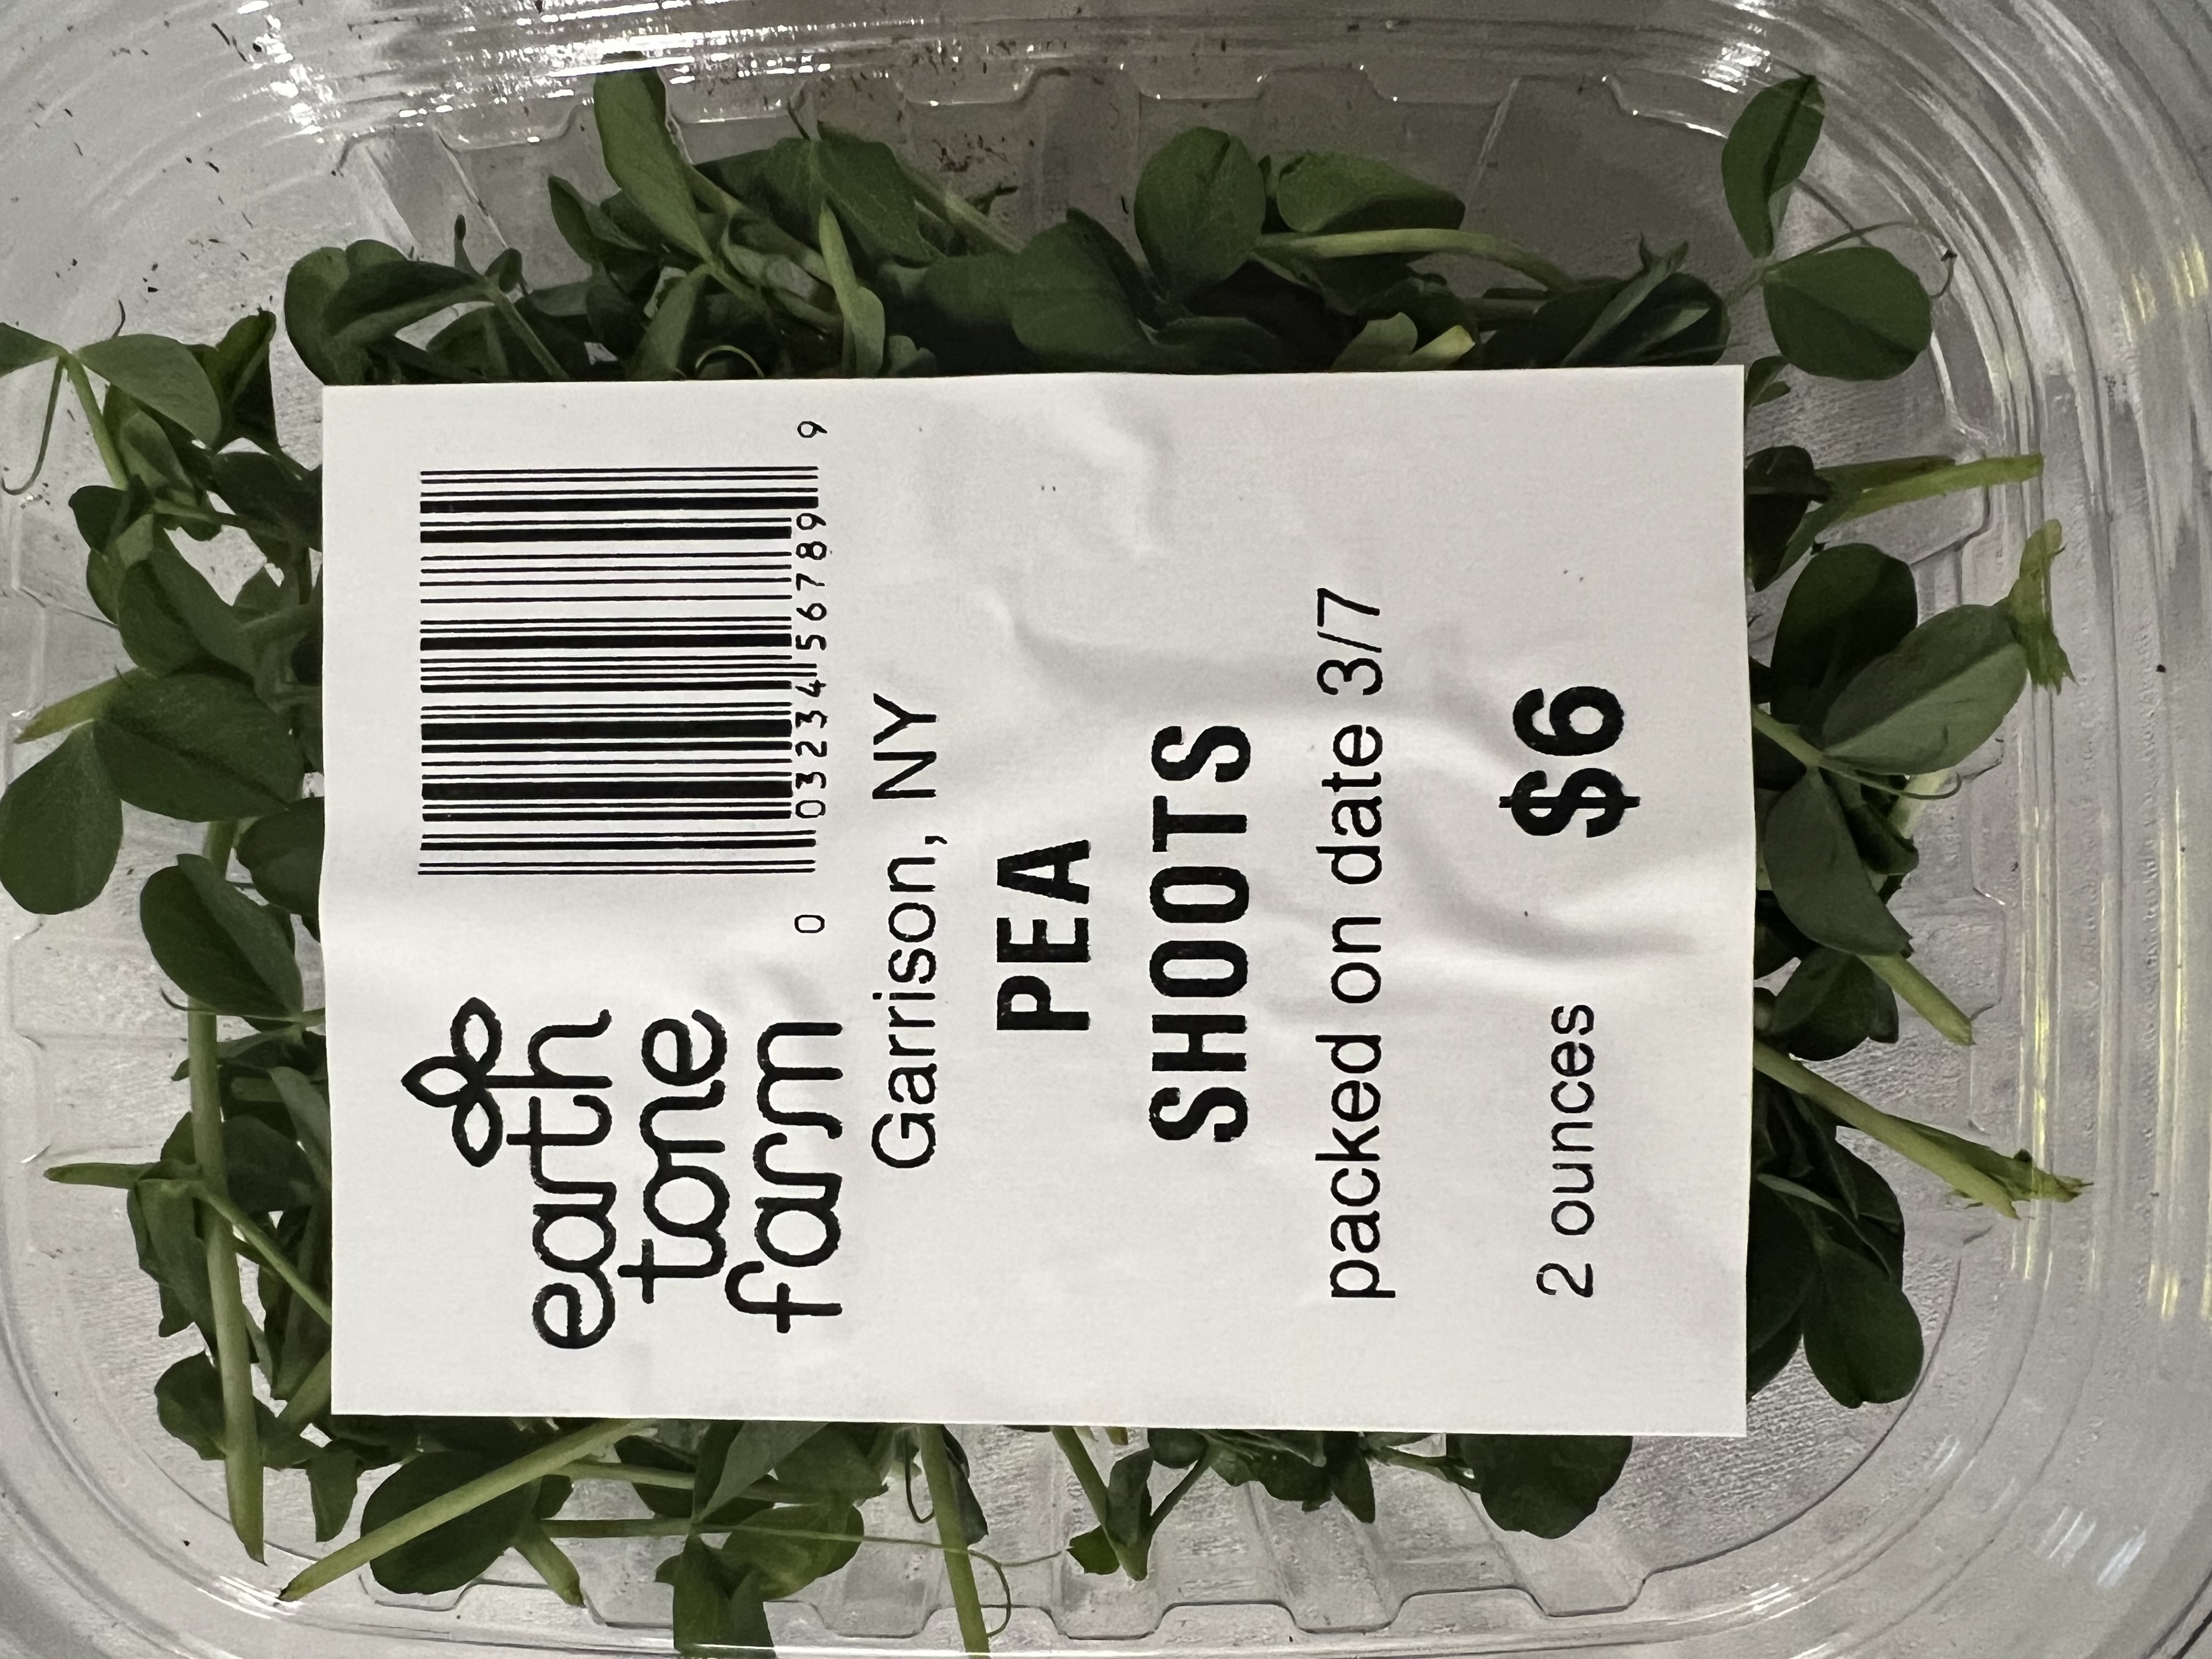 earth
tone
farm
0 03234 56789 9
Garrison, NY
PEA
SHOOTS
packed on date 3/7
2 ounces $6